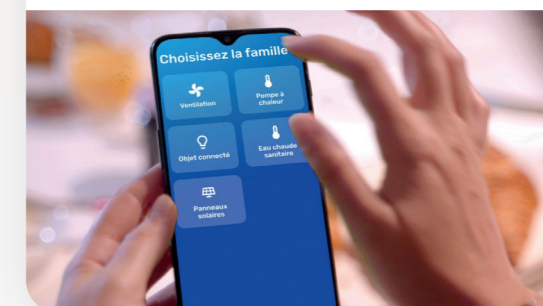 Choisissez la famille
Ventilation
Pompe à
chaleur
Objet connecté
Eau chaude
sanitaire
Panneaux
solaires